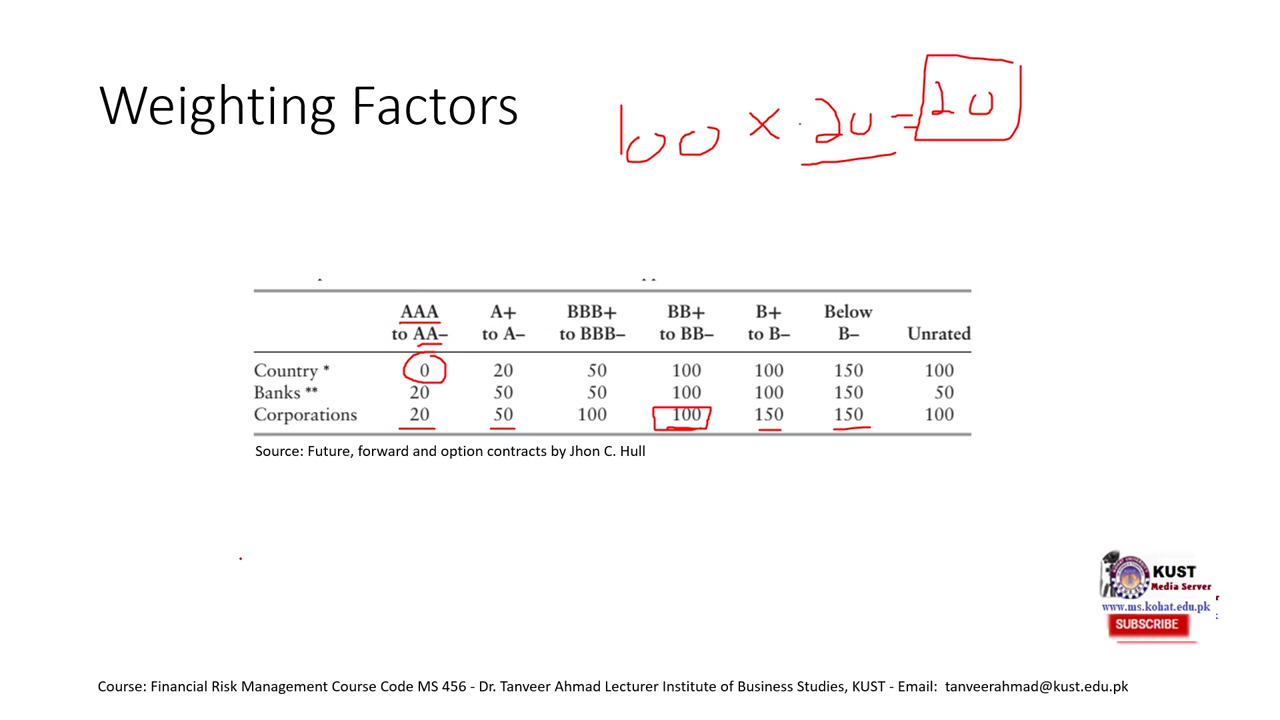 Weighting Factors
100 × .20 = 20
AAA to AA– A+ to A– BBB+ to BBB– BB+ to BB– B+ to B– Below B– Unrated
Country * 0 20 50 100 100 150 100
Banks ** 20 50 50 100 100 150 50
Corporations 20 50 100 100 150 150 100
Source: Future, forward and option contracts by Jhon C. Hull
KUST
Media Server
www.ms.kohat.edu.pk
SUBSCRIBE
Course: Financial Risk Management Course Code MS 456 - Dr. Tanveer Ahmad Lecturer Institute of Business Studies, KUST - Email: tanveerahmad@kust.edu.pk